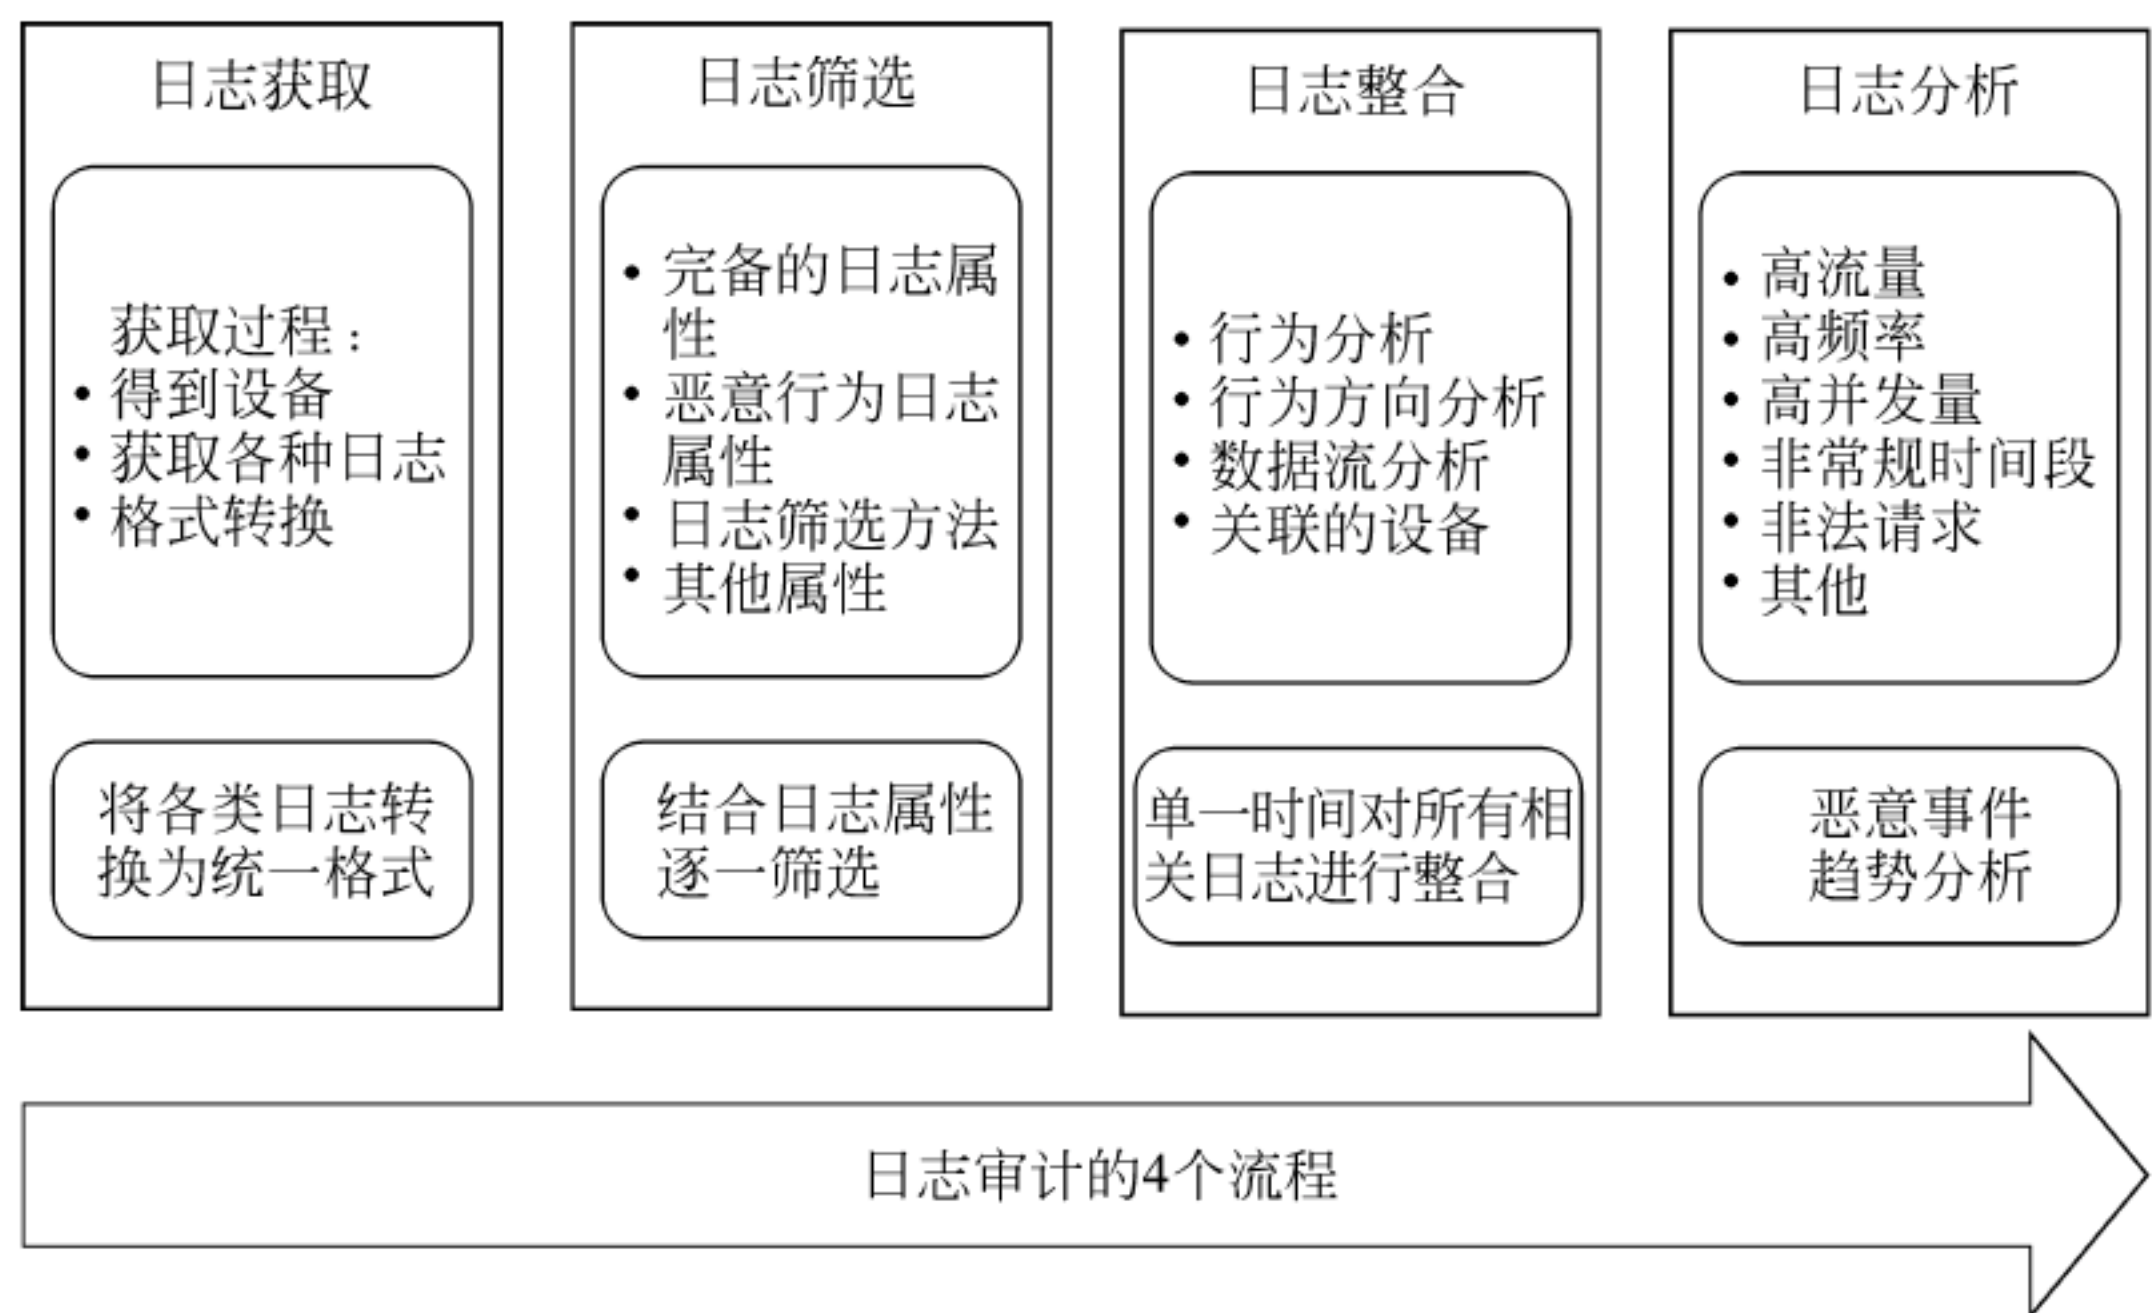 日志获取
获取过程：
• 得到设备
• 获取各种日志
• 格式转换
将各类日志转
换为统一格式
日志筛选
• 完备的日志属
性
• 恶意行为日志
属性
• 日志筛选方法
• 其他属性
结合日志属性
逐一筛选
日志整合
• 行为分析
• 行为方向分析
• 数据流分析
• 关联的设备
单一时间对所有相
关日志进行整合
日志分析
• 高流量
• 高频率
• 高并发量
• 非常规时间段
• 非法请求
• 其他
恶意事件
趋势分析
日志审计的4个流程